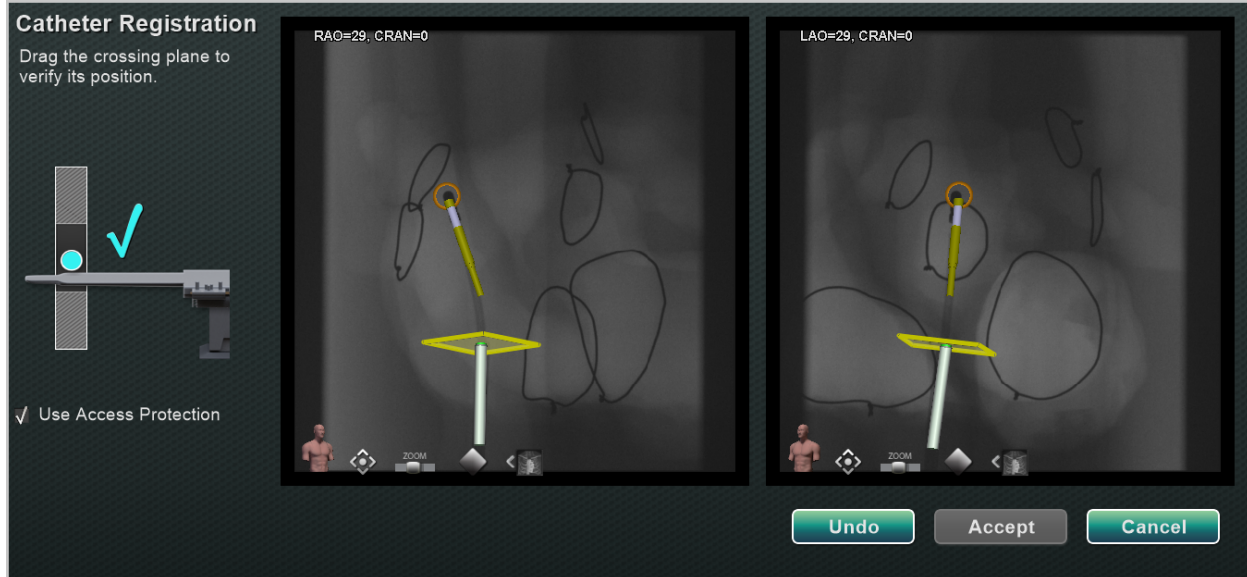 Catheter Registration
Drag the crossing plane to
verify its position.
Use Access Protection
RAO=29, CRAN=0
ZOOM
LAO=29, CRAN=0
ZOOM
Undo
Accept
Cancel